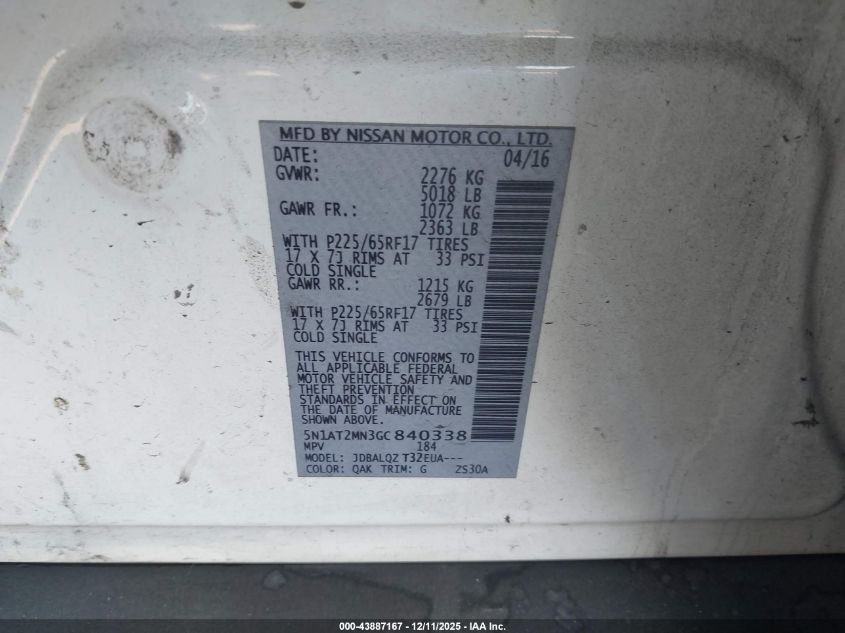 MFD BY NISSAN MOTOR CO., LTD.
DATE: 04/16
GVWR: 2276 KG
5018 LB
GAWR FR.: 1072 KG
2363 LB
WITH P225/65RF17 TIRES
17 X 7J RIMS AT 33 PSI
COLD SINGLE
GAWR RR.: 1215 KG
2679 LB
WITH P225/65RF17 TIRES
17 X 7J RIMS AT 33 PSI
COLD SINGLE
THIS VEHICLE CONFORMS TO
ALL APPLICABLE FEDERAL
MOTOR VEHICLE SAFETY AND
THEFT PREVENTION
STANDARDS IN EFFECT ON
THE DATE OF MANUFACTURE
SHOWN ABOVE.
5N1AT2MN3GC840338
MPV 184
MODEL: JDBALQZ T32EUA---
COLOR: QAK TRIM: G ZS30A
000-43887167 - 12/11/2025 - IAA Inc.